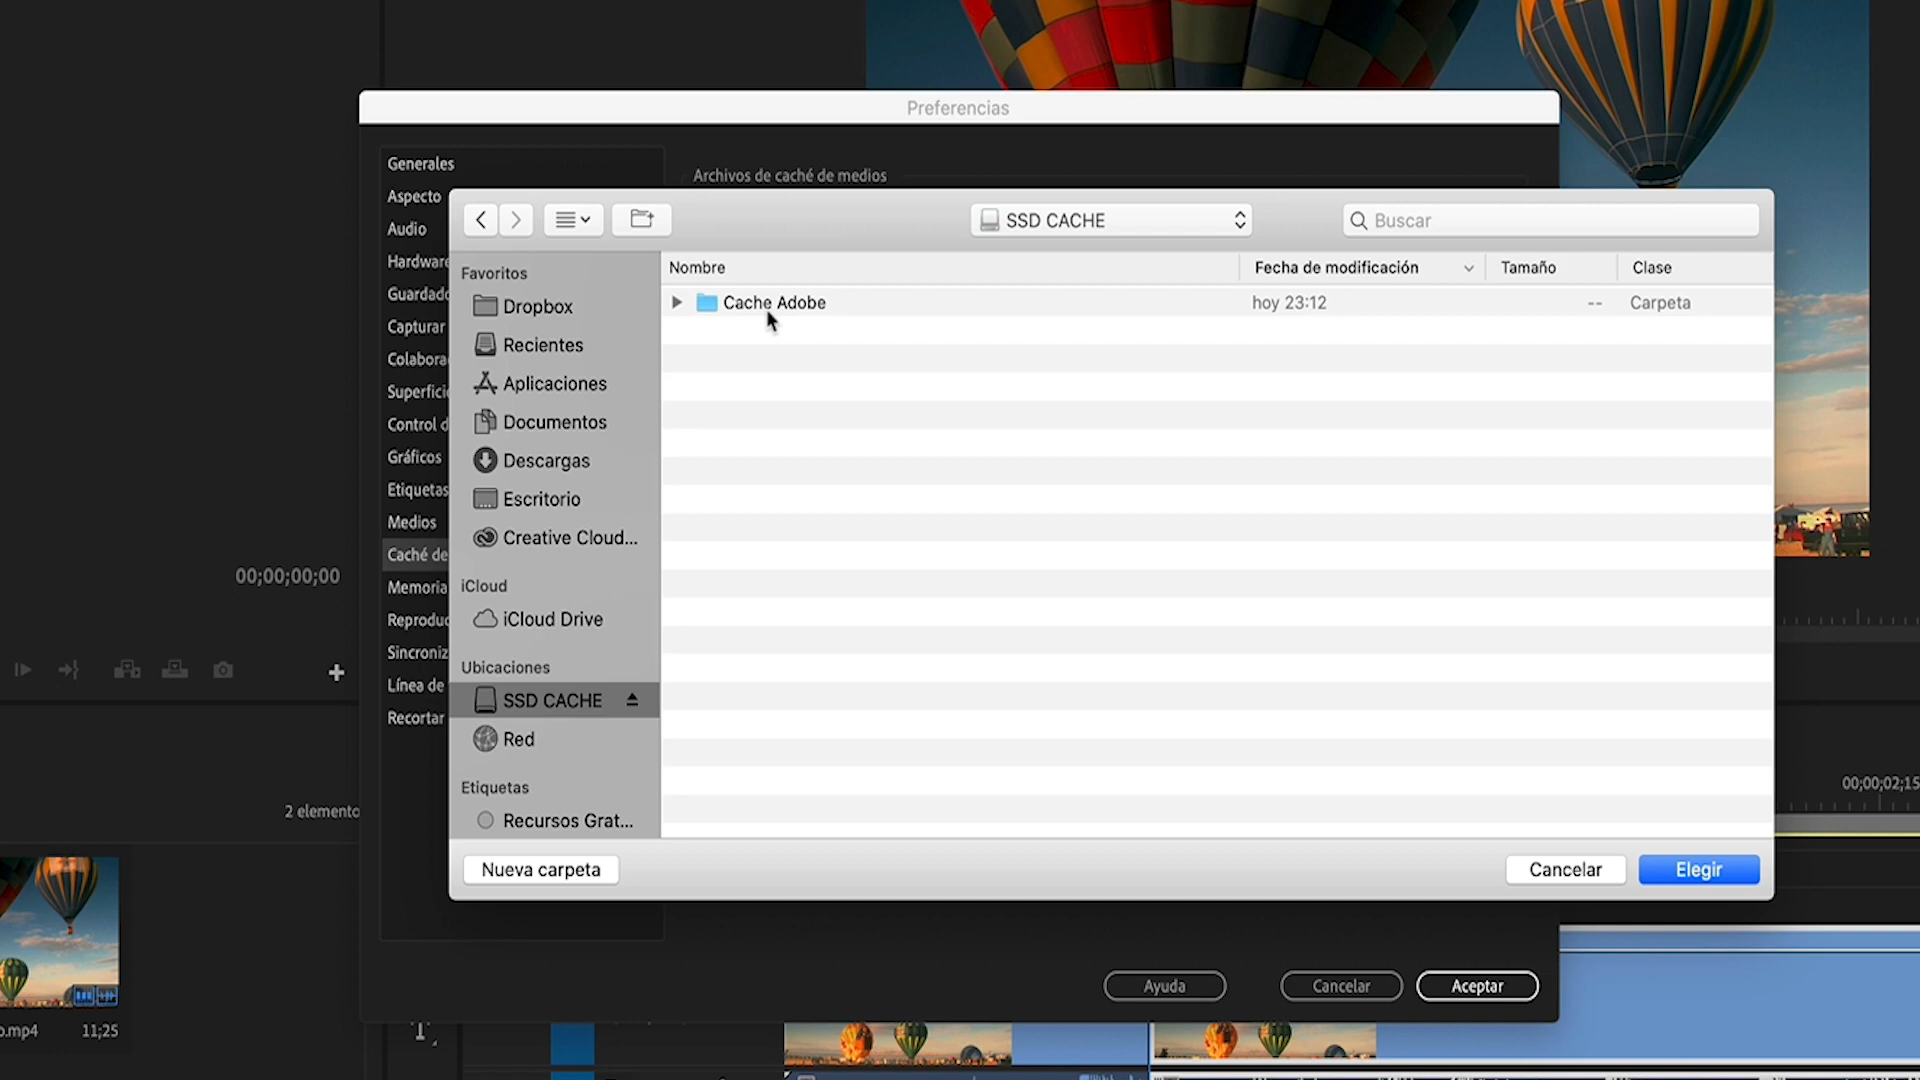 Preferencias
Generales
Aspecto
Audio
Hardware
Guardado
Capturar
Colabora
Superfici
Control d
Gráficos
Etiquetas
Medios
Caché de
Memoria
Reproduc
Sincroniz
Línea de
Recortar
Archivos de caché de medios
SSD CACHE
Buscar
Favoritos
Dropbox
Recientes
Aplicaciones
Documentos
Descargas
Escritorio
Creative Cloud...
iCloud
iCloud Drive
Ubicaciones
SSD CACHE
Red
Etiquetas
Recursos Grat...
Nombre
Fecha de modificación
Tamaño
Clase
Cache Adobe
hoy 23:12
--
Carpeta
Nueva carpeta
Cancelar
Elegir
Ayuda
Cancelar
Aceptar
00;00;00;00
2 elemento
o.mp4
11;25
00;00;02;15